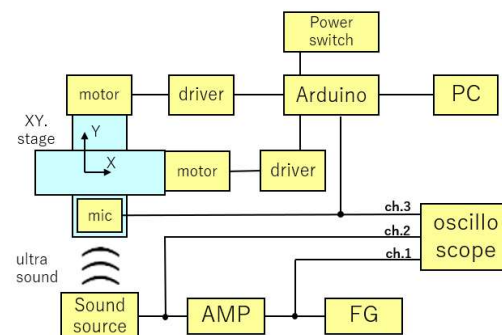 Power
switch
motor
driver
Arduino
PC
XY.
stage
Y
X
motor
driver
mic
ch.3
ch.2
ch.1
oscillo
scope
ultra
sound
Sound
source
AMP
FG